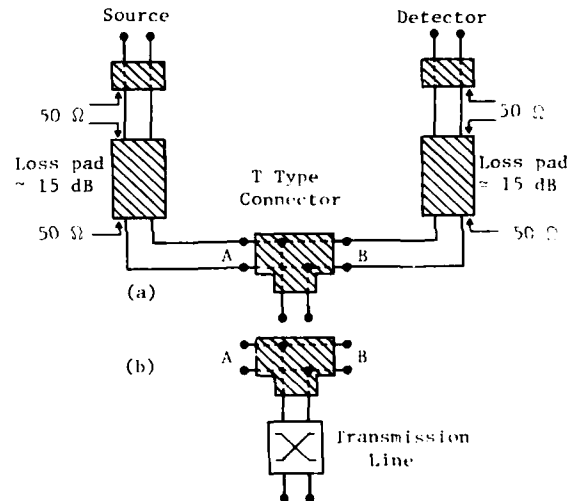 Source
Detector
50 Ω
50 Ω
Loss pad
~ 15 dB
Loss pad
≃ 15 dB
T Type
Connector
50 Ω
50 Ω
A
B
(a)
(b)
A
B
Transmission
Line